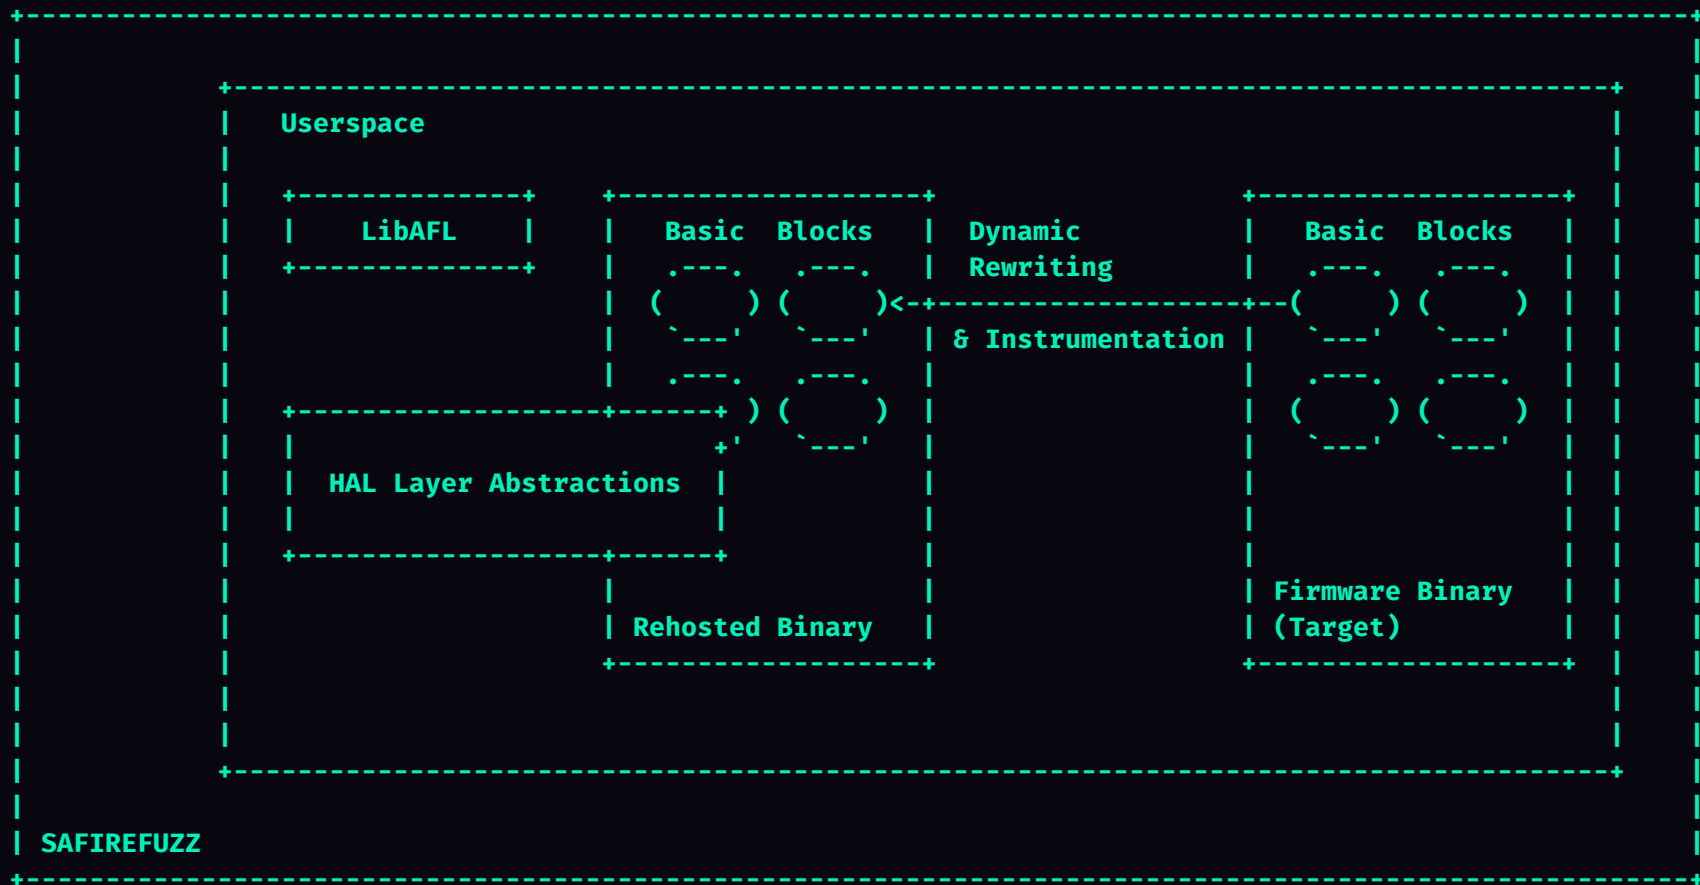 Userspace
LibAFL
Basic Blocks
Dynamic
Rewriting
& Instrumentation
Basic Blocks
HAL Layer Abstractions
Rehosted Binary
Firmware Binary
(Target)
SAFIREFUZZ